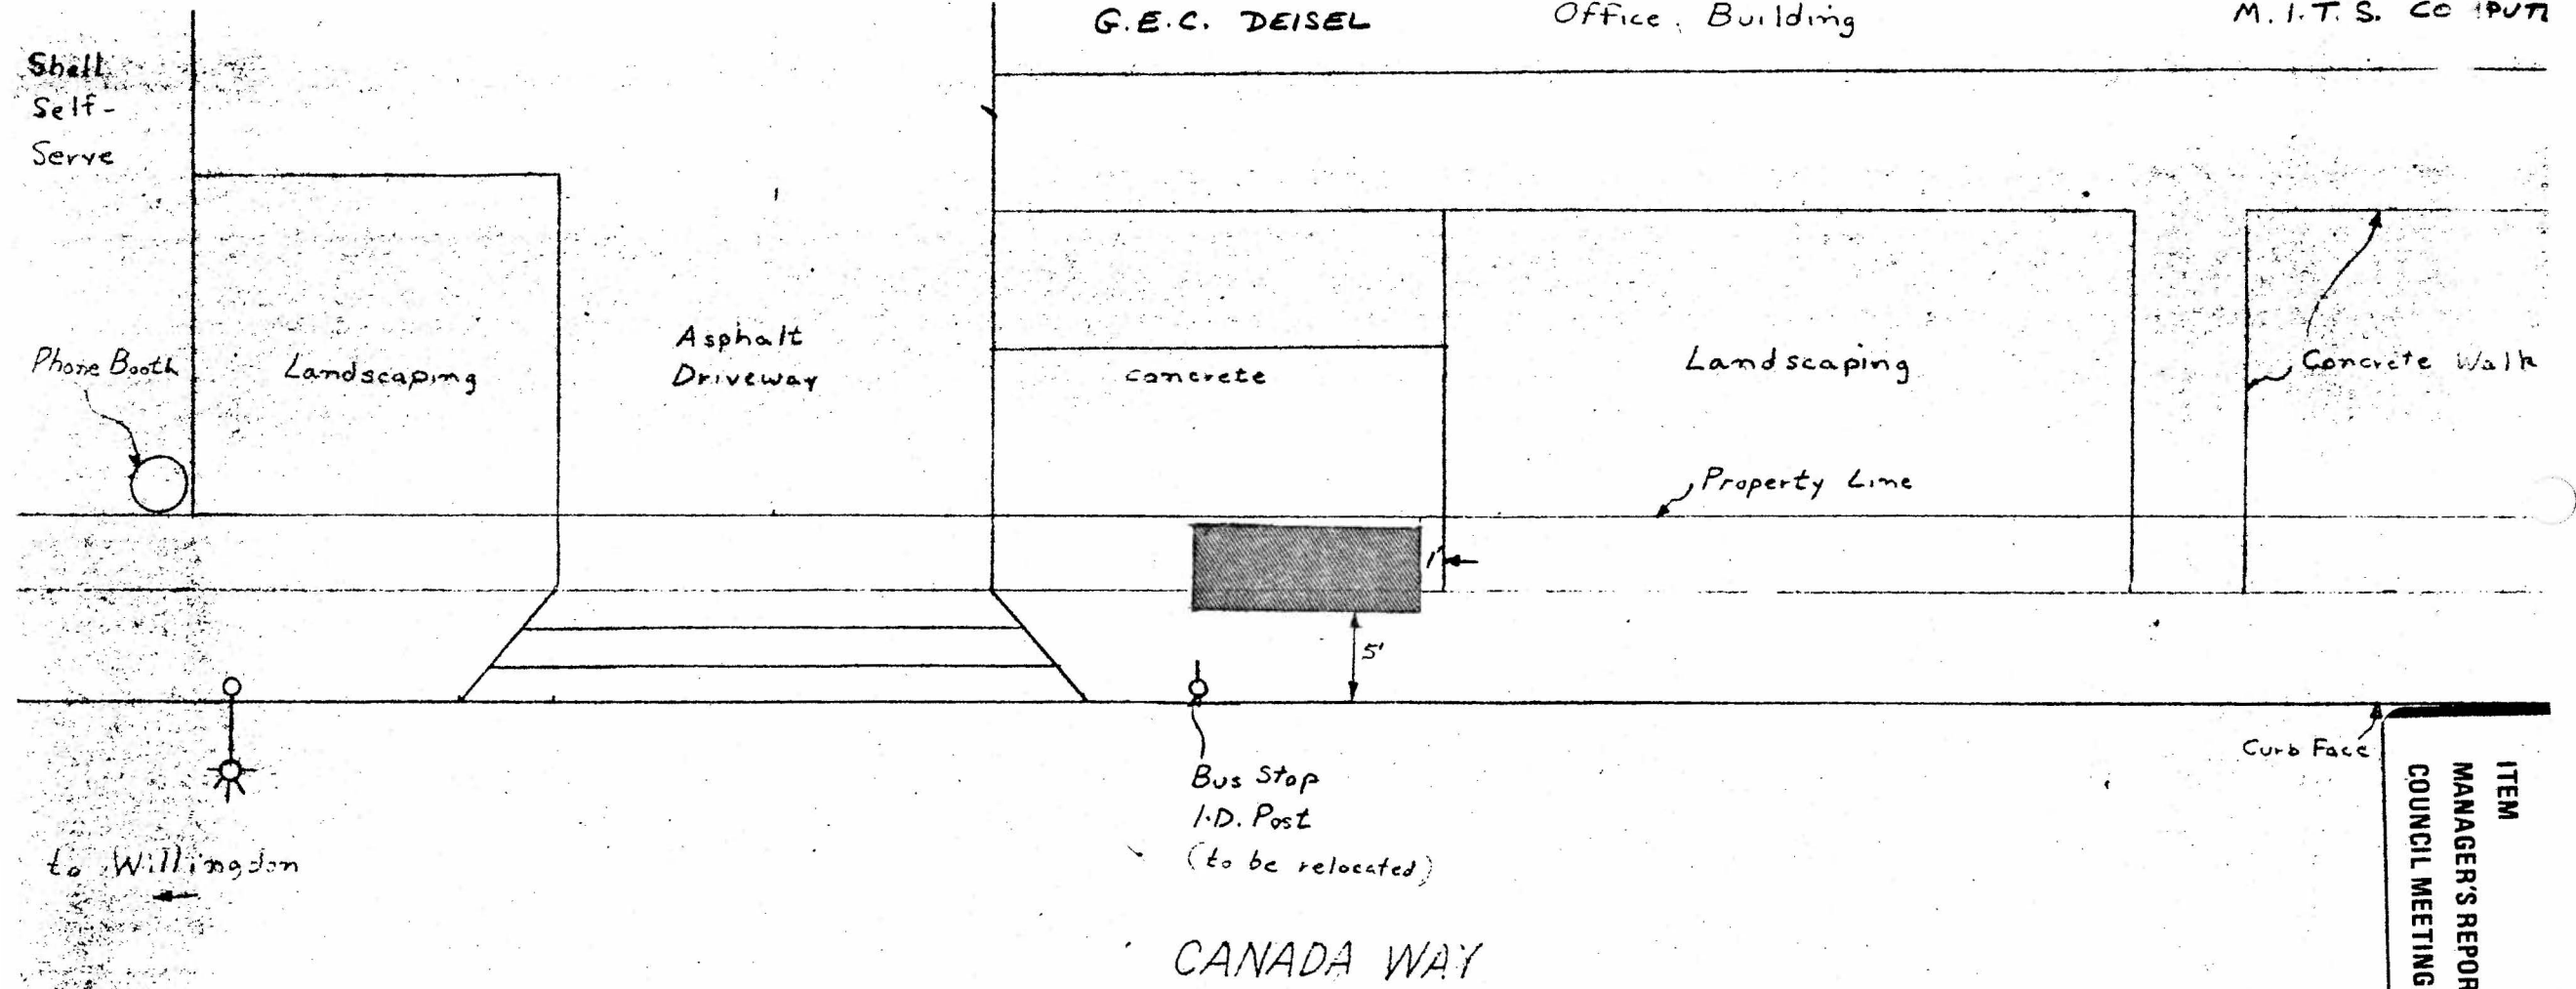 G.E.C. DEISEL
Office Building
M.I.T.S.
Shell
Self-
Serve
Phone Booth
Landscaping
Asphalt
Driveway
Concrete
Landscaping
Concrete Walk
Property Line
1'
5'
Bus Stop
I.D. Post
(to be relocated)
Curb Face
to Willingdon
CANADA WAY
ITEM
MANAGER'S REPOR
COUNCIL MEETING